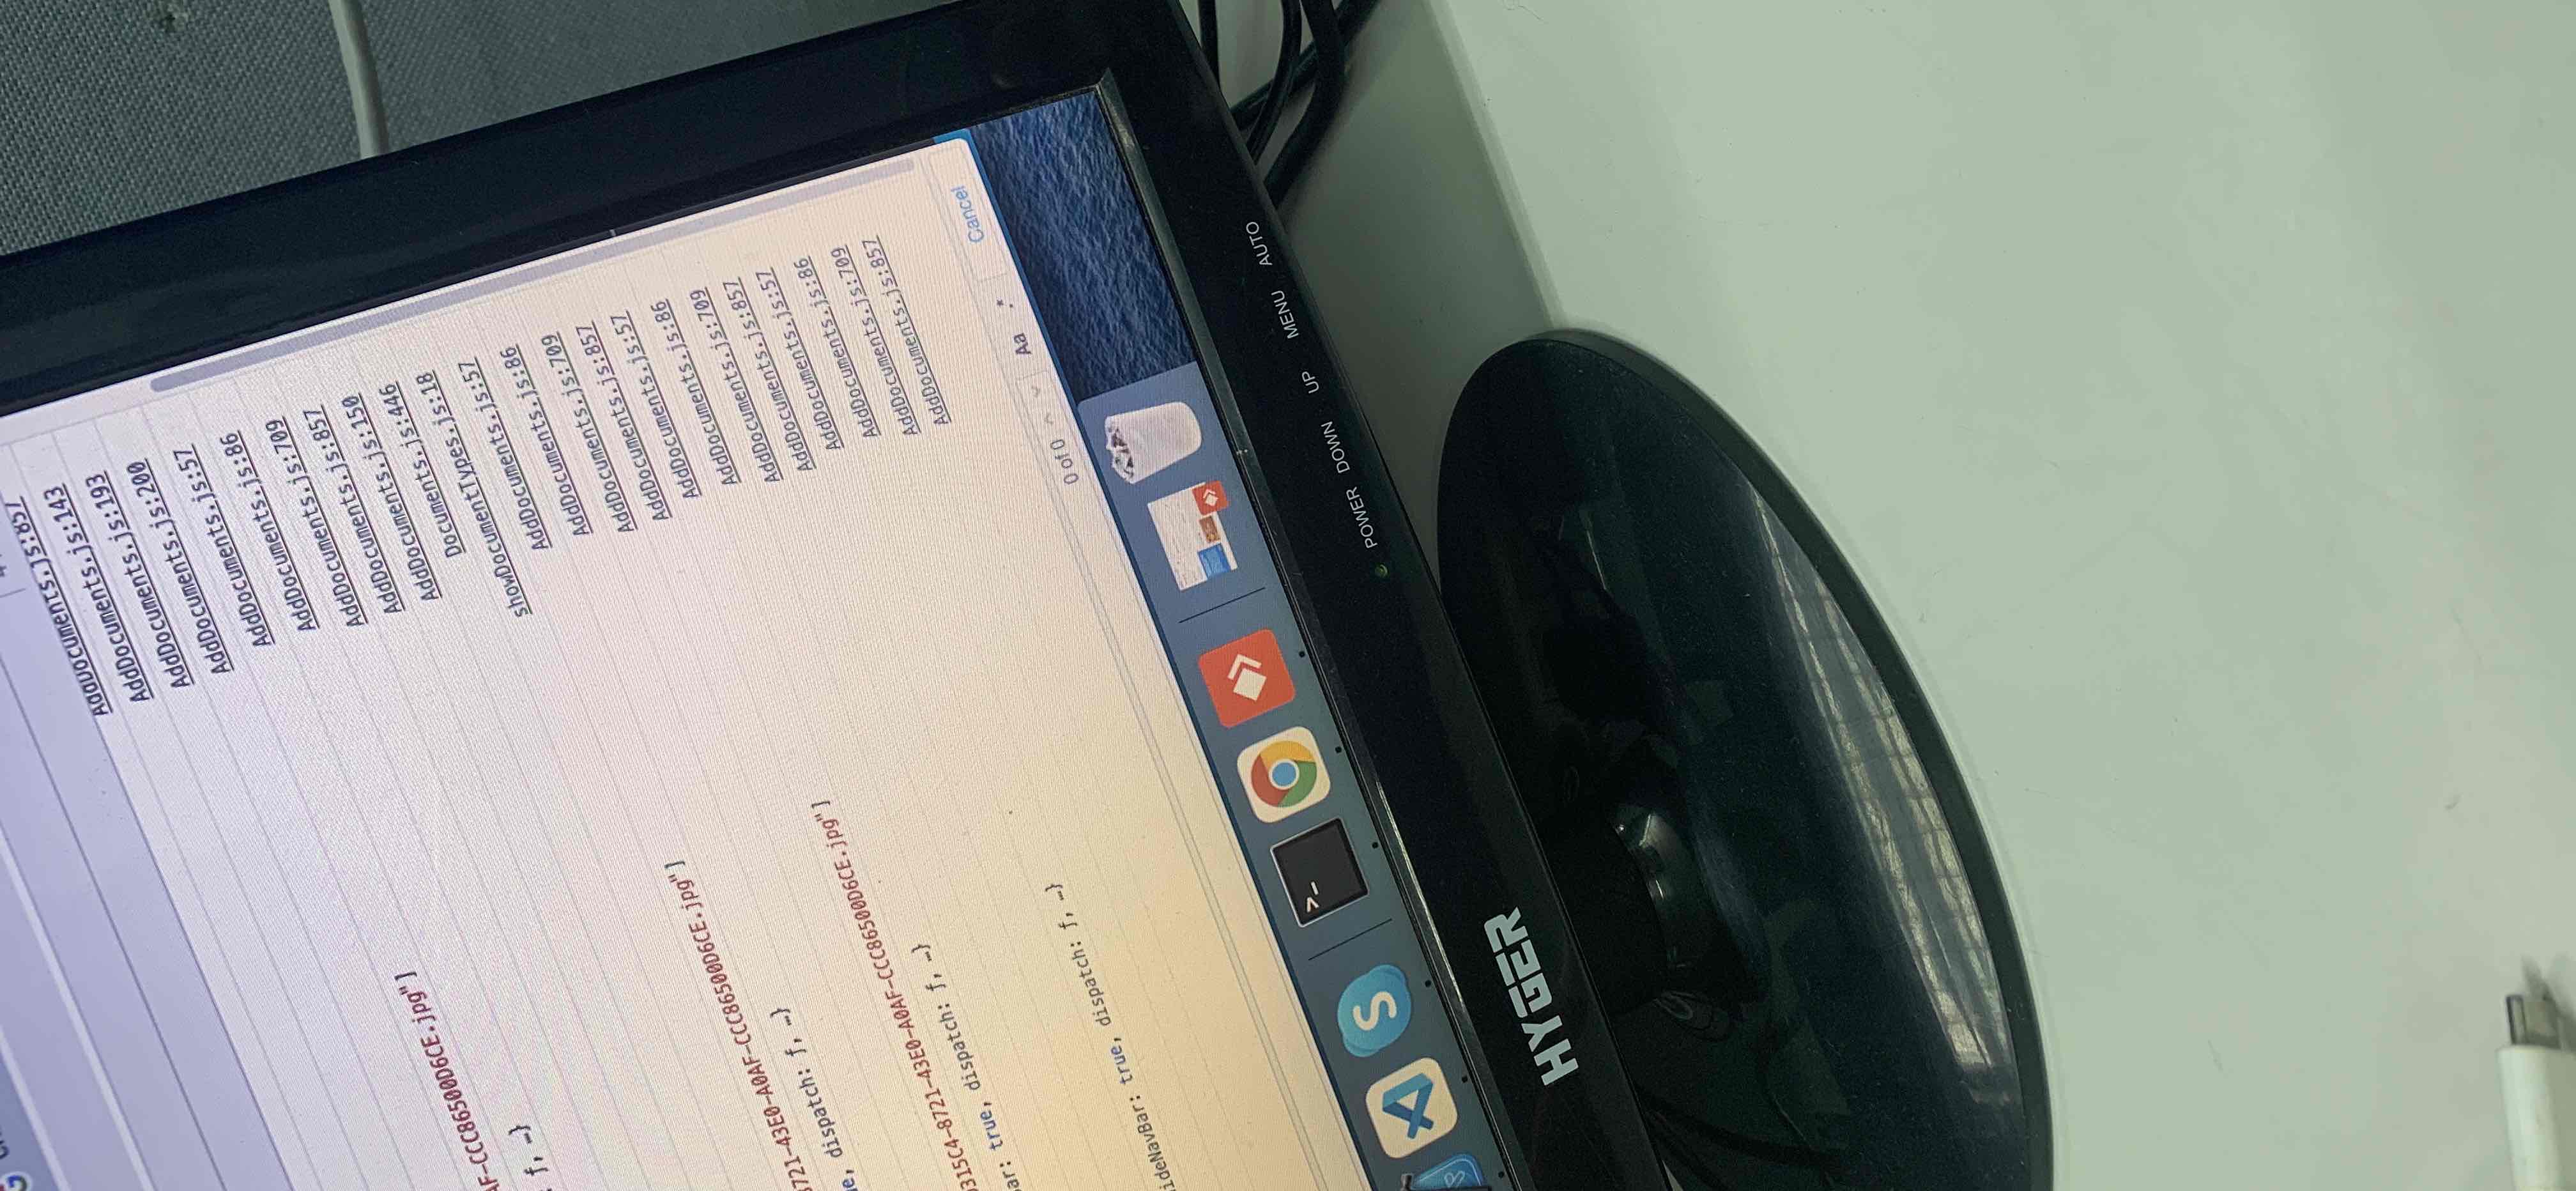 AddDocuments.js:857
AddDocuments.js:143
AddDocuments.js:193
AddDocuments.js:200
AddDocuments.js:57
AddDocuments.js:86
AddDocuments.js:709
AF-CCC86500D6CE.jpg"]
AddDocuments.js:857
: ƒ, …}
AddDocuments.js:150
Documents.js:446
showDocumentTypes.js:18
AddDocuments.js:57
AddDocuments.js:86
AddDocuments.js:709
8721-43E0-A0AF-CCC86500D6CE.jpg"]
AddDocuments.js:857
ue, dispatch: ƒ, …}
AddDocuments.js:57
AddDocuments.js:86
AddDocuments.js:709
315C4-8721-43E0-A0AF-CCC86500D6CE.jpg"]
AddDocuments.js:857
Bar: true, dispatch: ƒ, …}
AddDocuments.js:57
AddDocuments.js:86
AddDocuments.js:709
ideNavBar: true, dispatch: ƒ, …}
AddDocuments.js:857
0 of 0 Aa .* Cancel
>_
S
POWER DOWN UP MENU AUTO
HYGER